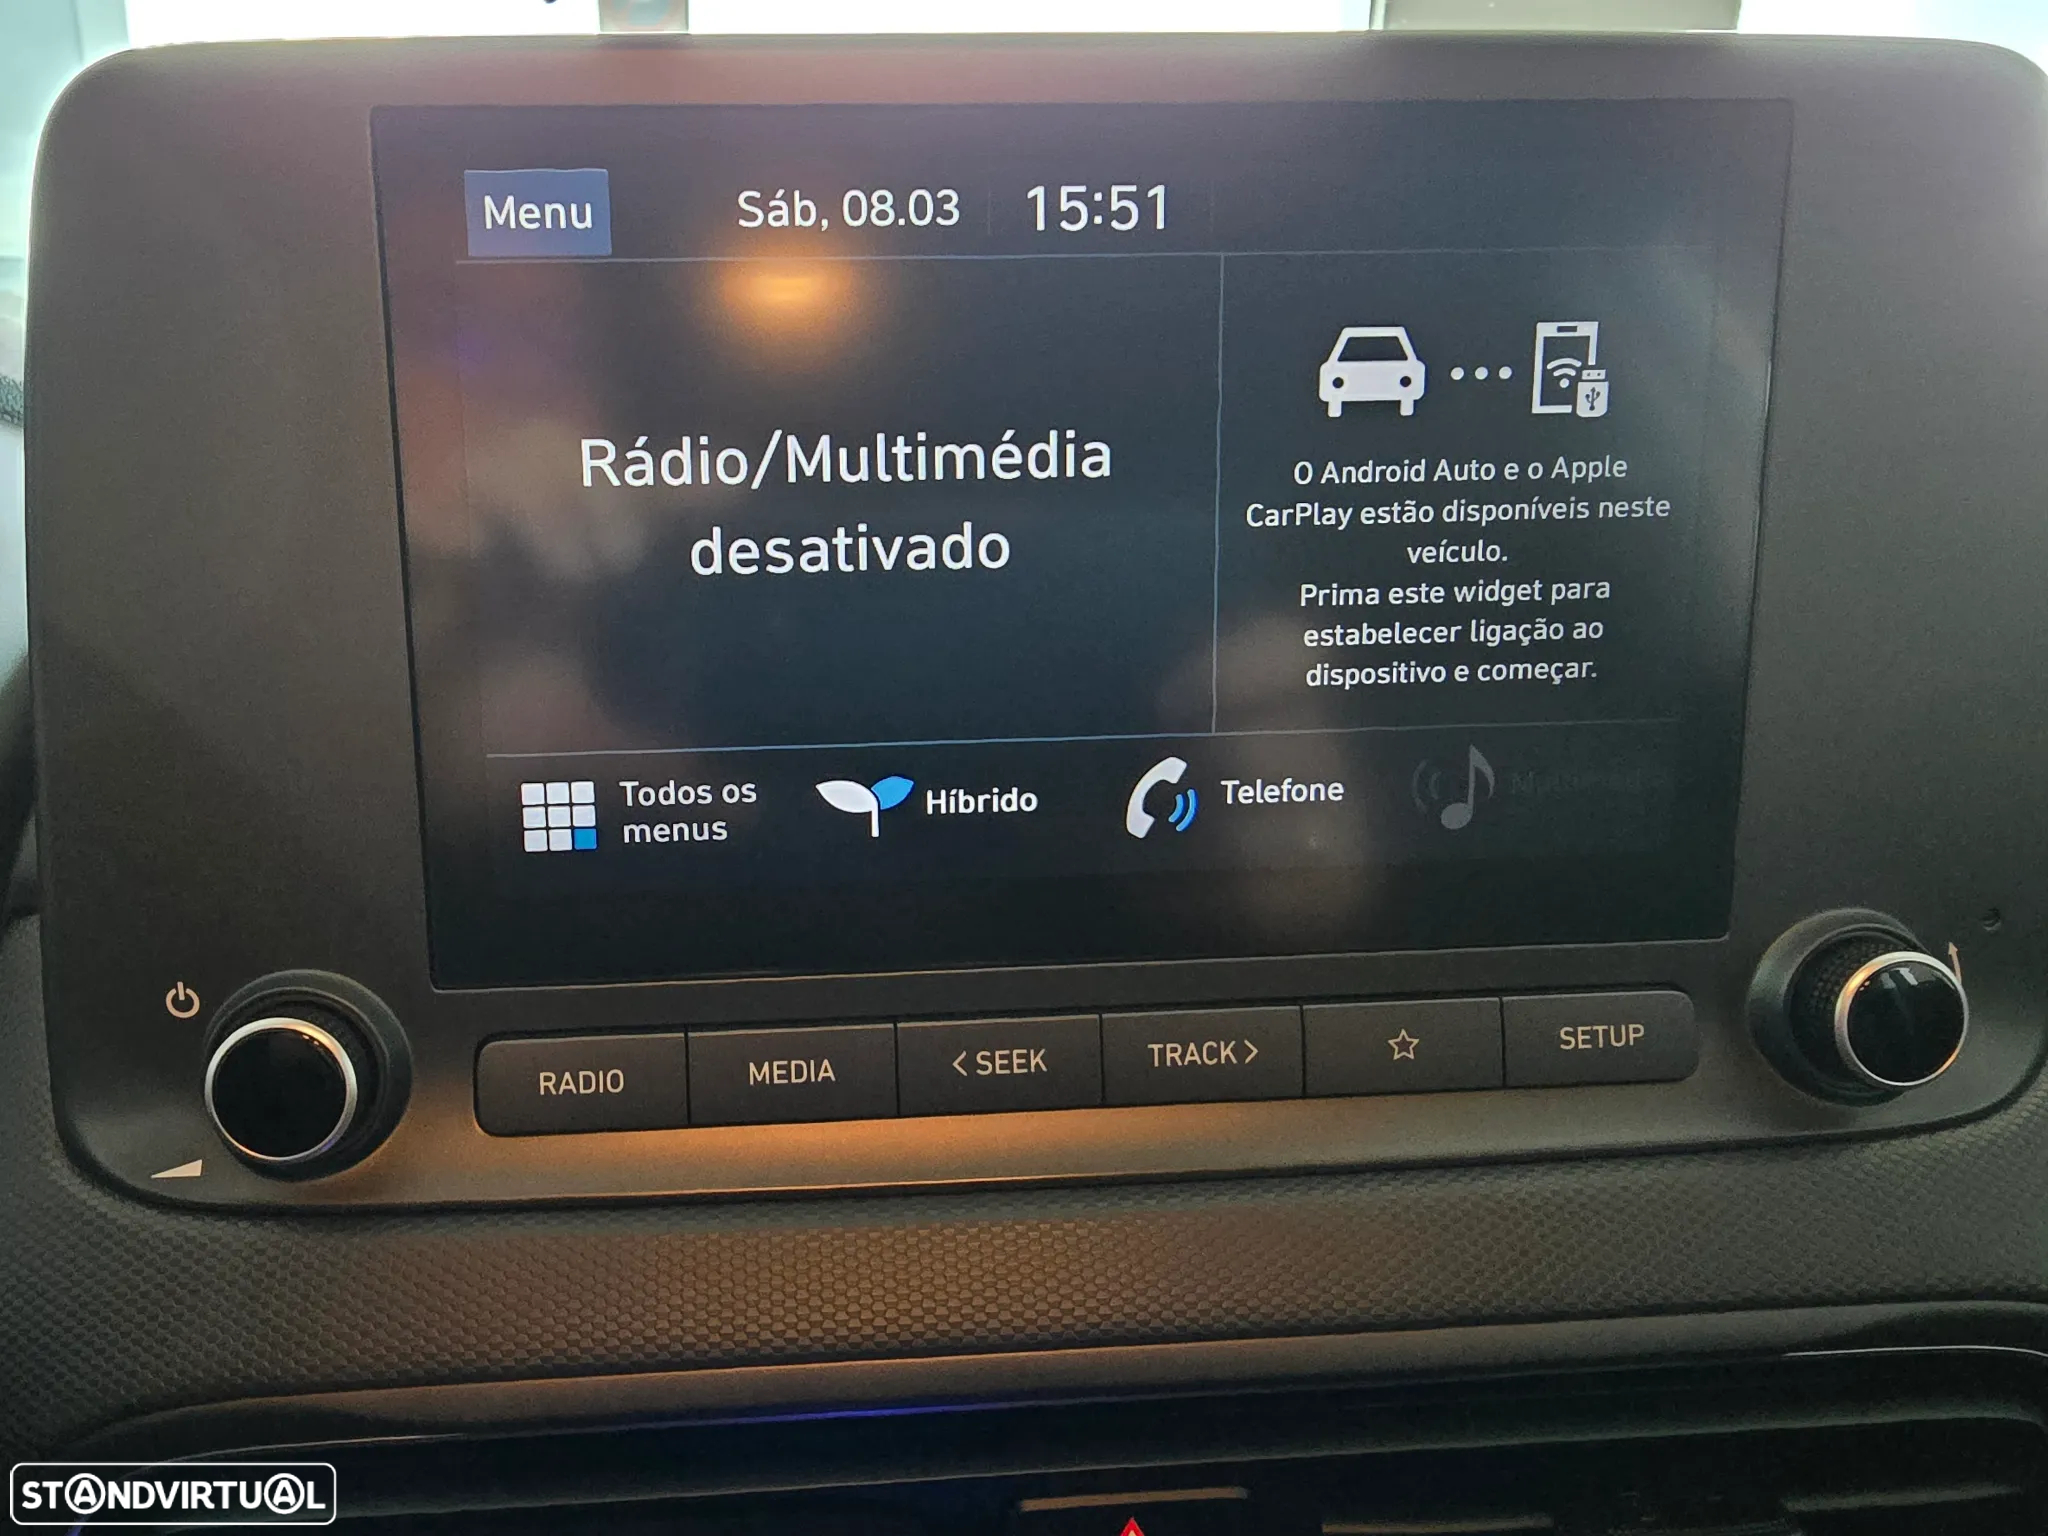 Menu Sáb, 08.03 15:51
Rádio/Multimédia
desativado
O Android Auto e o Apple
CarPlay estão disponíveis neste
veículo.
Prima este widget para
estabelecer ligação ao
dispositivo e começar.
Todos os
menus
Híbrido
Telefone
RADIO MEDIA <SEEK TRACK> SETUP
STANDVIRTUAL